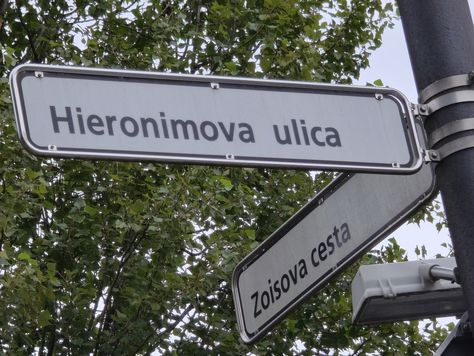 Hieronimova ulica
Zoisova cesta